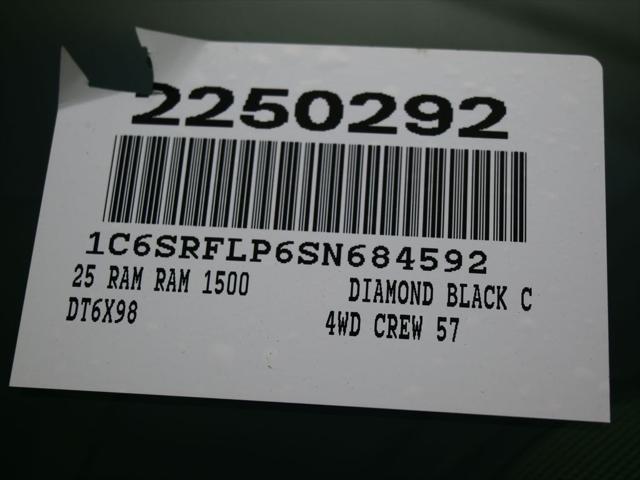 2250292
1C6SRFLP6SN684592
25 RAM RAM 1500 DIAMOND BLACK C
DT6X98 4WD CREW 57